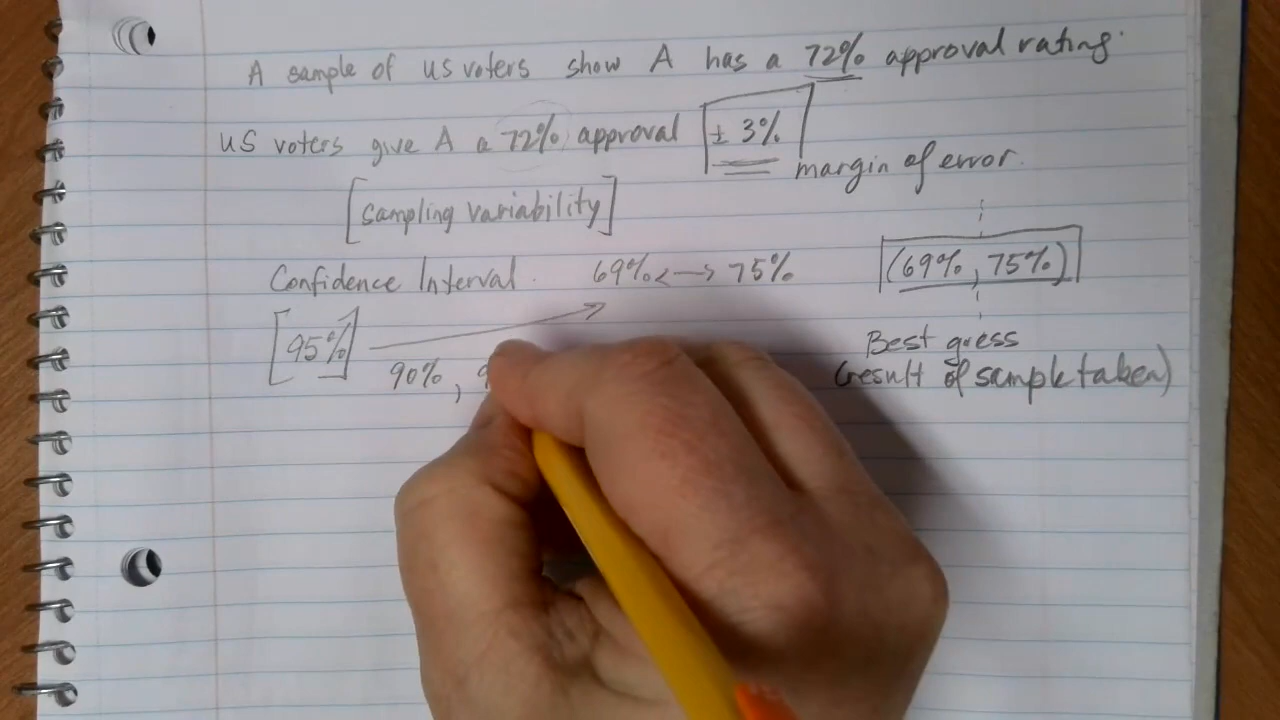 A sample of US voters show A has a 72% approval rating.
US voters give A a 72% approval ± 3%
margin of error.
[sampling variability]
Confidence Interval. 69% <—> 75% (69%, 75%)
[95%] Best guess
90%, 9 (result of sample taken)